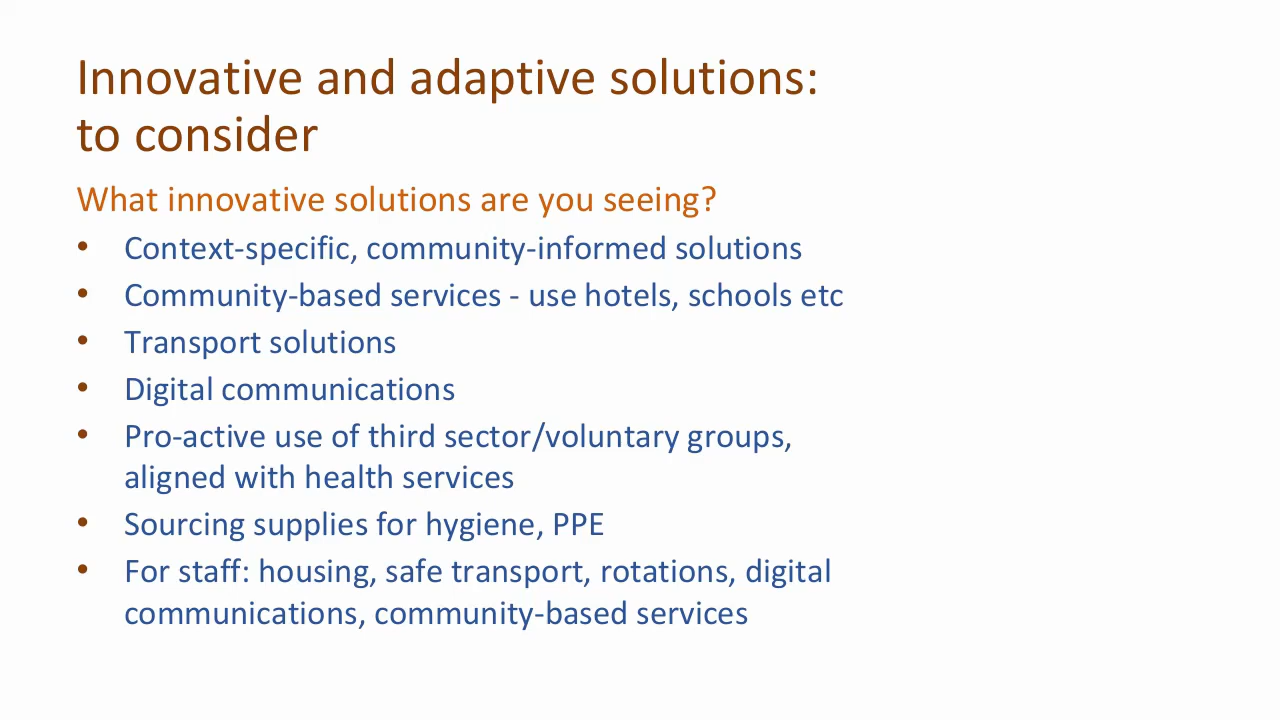 Innovative and adaptive solutions:
to consider
What innovative solutions are you seeing?
• Context-specific, community-informed solutions
• Community-based services - use hotels, schools etc
• Transport solutions
• Digital communications
• Pro-active use of third sector/voluntary groups,
aligned with health services
• Sourcing supplies for hygiene, PPE
• For staff: housing, safe transport, rotations, digital
communications, community-based services